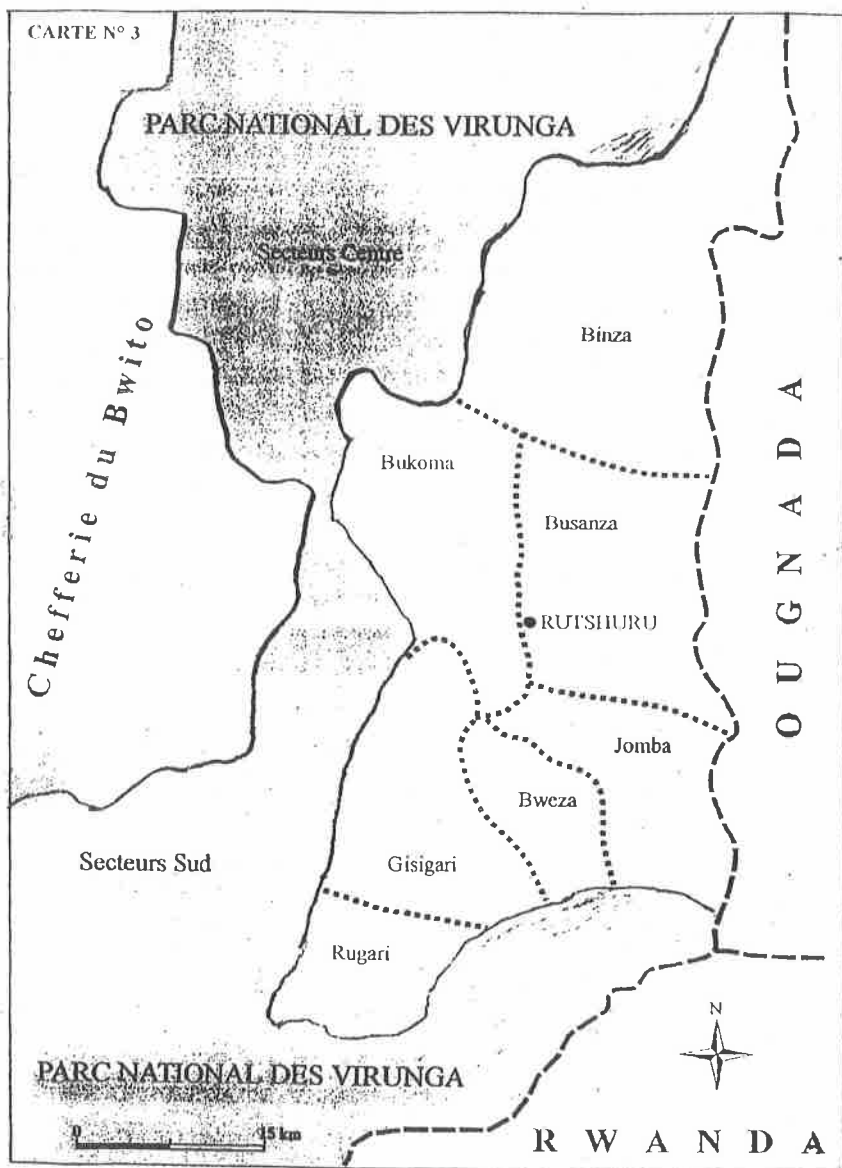 CARTE N° 3
PARC NATIONAL DES VIRUNGA
Secteurs Centre
Binza
Chefferie du Bwito
Bukoma
OUGNADA
Busanza
RUTSHURU
Jomba
Bweza
Secteurs Sud
Gisigari
Rugari
N
PARC NATIONAL DES VIRUNGA
0 15 km
RWANDA